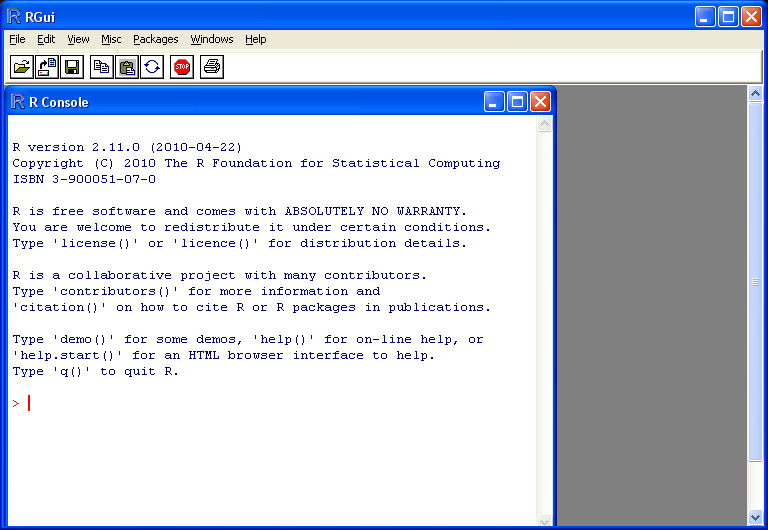 RGui
File Edit View Misc Packages Windows Help
STOP
R Console
R version 2.11.0 (2010-04-22)
Copyright (C) 2010 The R Foundation for Statistical Computing
ISBN 3-900051-07-0
R is free software and comes with ABSOLUTELY NO WARRANTY.
You are welcome to redistribute it under certain conditions.
Type 'license()' or 'licence()' for distribution details.
R is a collaborative project with many contributors.
Type 'contributors()' for more information and
'citation()' on how to cite R or R packages in publications.
Type 'demo()' for some demos, 'help()' for on-line help, or
'help.start()' for an HTML browser interface to help.
Type 'q()' to quit R.
>